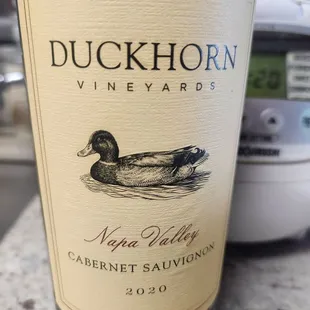 DUCKHORN
VINEYARDS
Napa Valley
CABERNET SAUVIGNON
2020